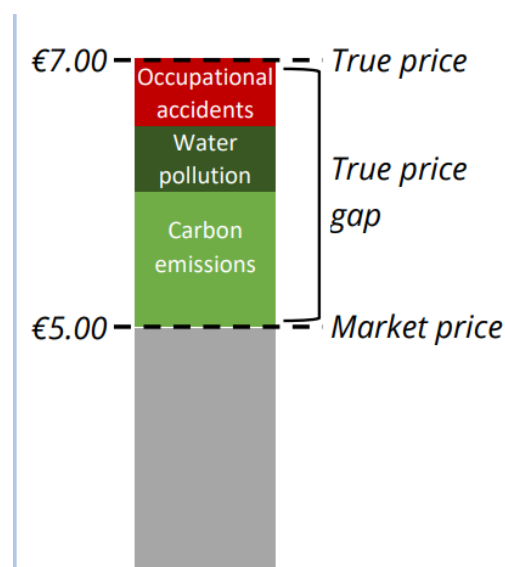 €7.00
True price
Occupational
accidents
Water
pollution
True price
gap
Carbon
emissions
€5.00
Market price